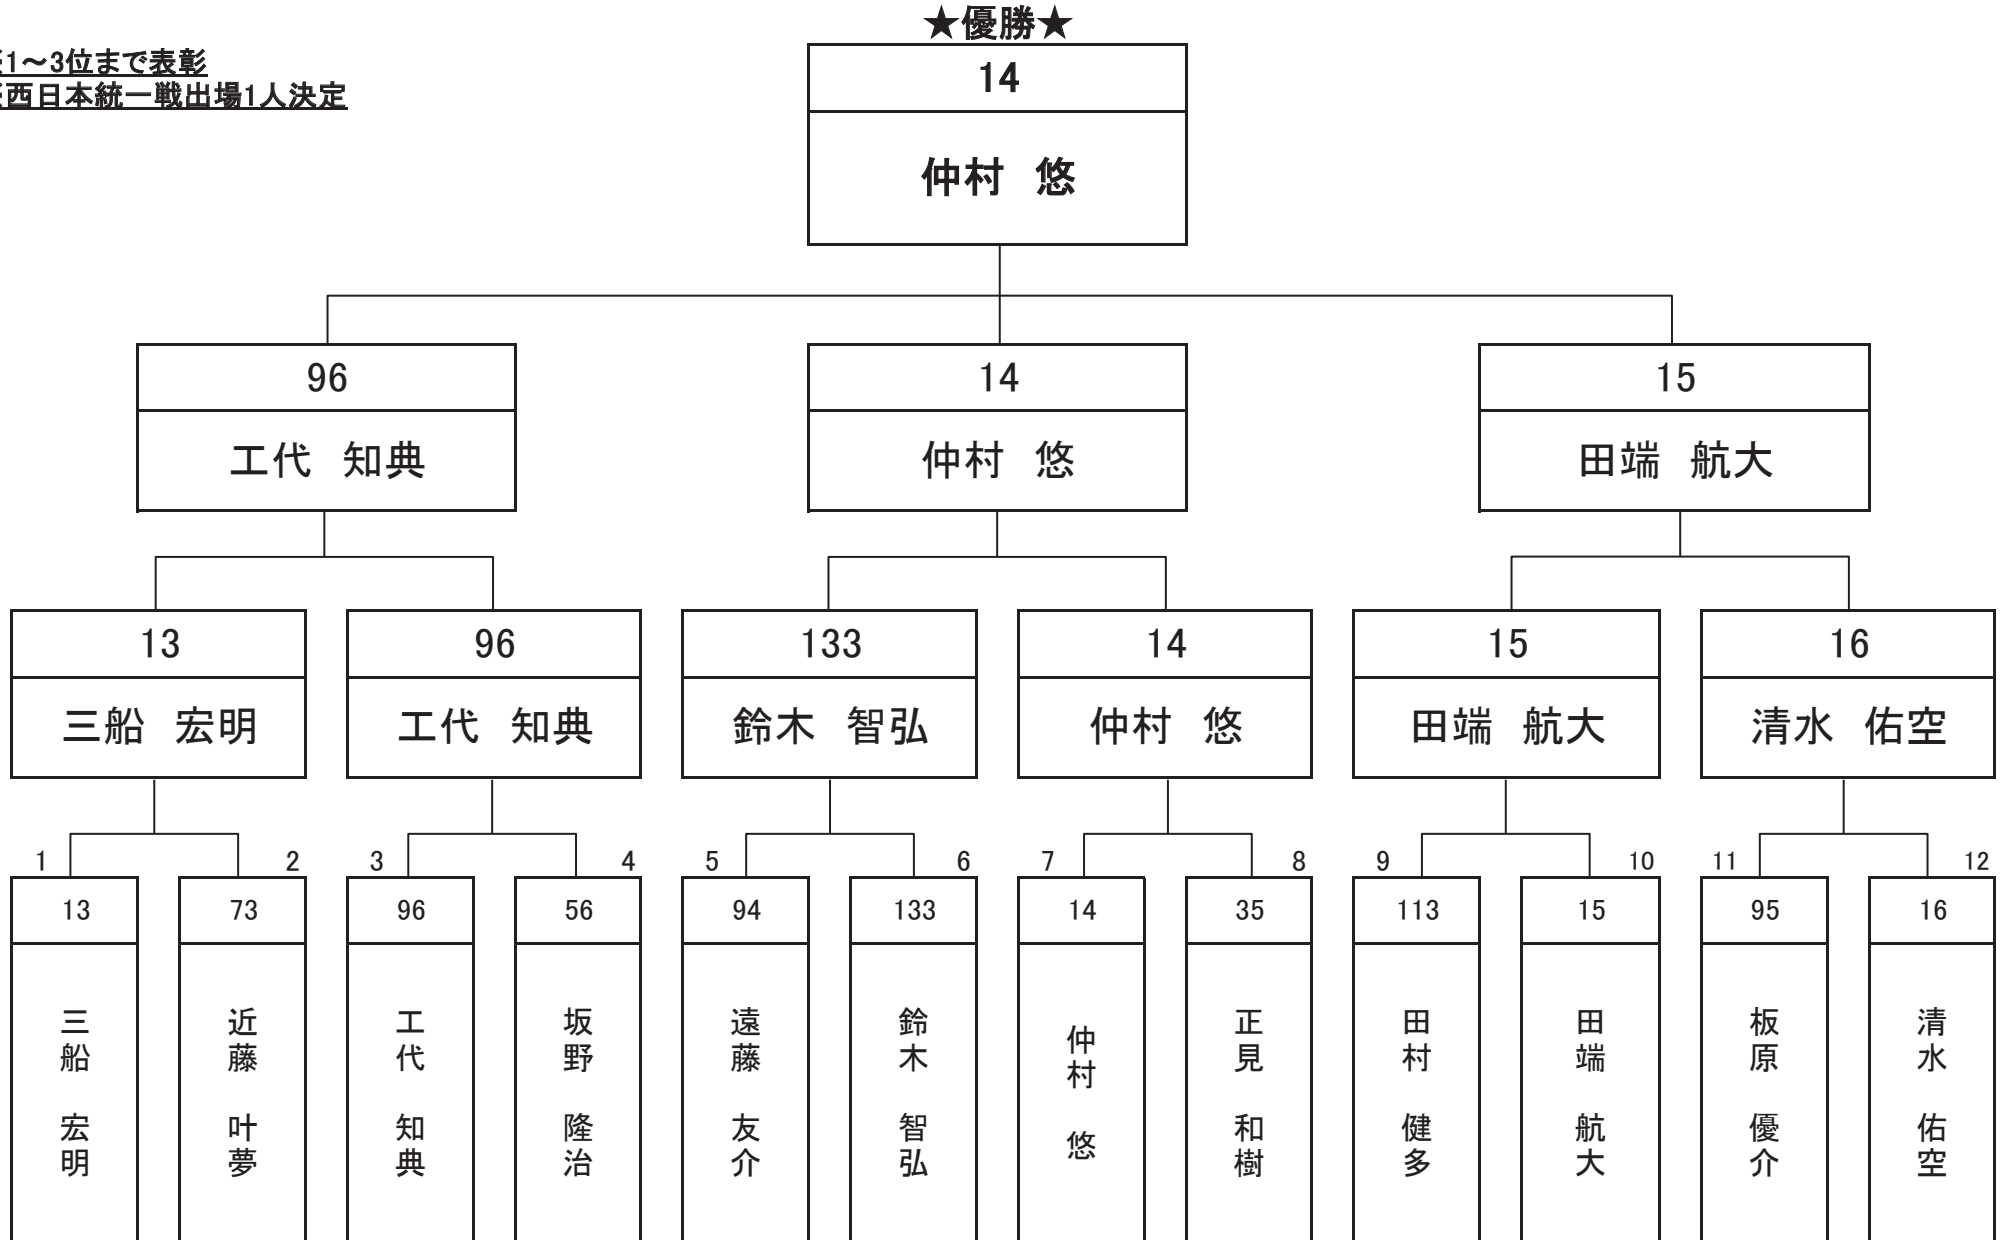 ★優勝★
1～3位まで表彰
西日本統一戦出場1人決定
14
仲村 悠
96
14
15
工代 知典
仲村 悠
田端 航大
13
96
133
14
15
16
三船 宏明
工代 知典
鈴木 智弘
仲村 悠
田端 航大
清水 佑空
1
2
3
4
5
6
7
8
9
10
11
12
13
73
96
56
94
133
14
35
113
15
95
16
三船 宏明
近藤 叶夢
工代 知典
坂野 隆治
遠藤 友介
鈴木 智弘
仲村 悠
正見 和樹
田村 健多
田端 航大
板原 優介
清水 佑空